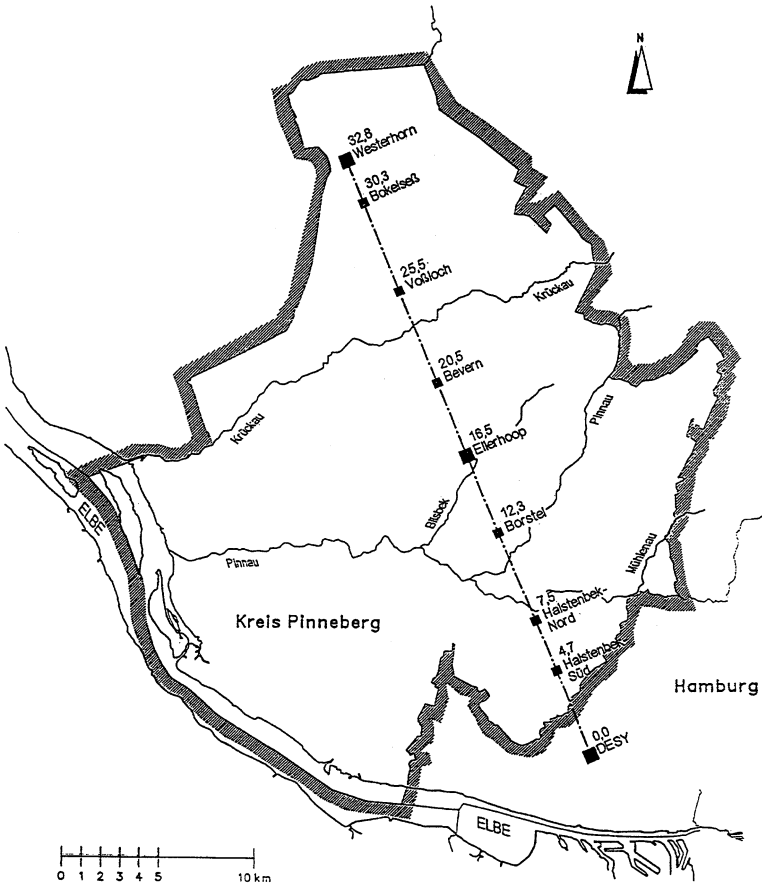 N
32,8
Westerhorn
30,3
Bokelseß
25,5
Voßloch
Krückau
20,5
Bevern
Krückau
Pinnau
16,5
Ellerhoop
ELBE
Bilsbek
12,3
Borstel
Pinnau
Mühlenau
7,5
Halstenbek-
Nord
Kreis Pinneberg
4,7
Halstenbek-
Süd
Hamburg
0,0
DESY
ELBE
0 1 2 3 4 5 10 km